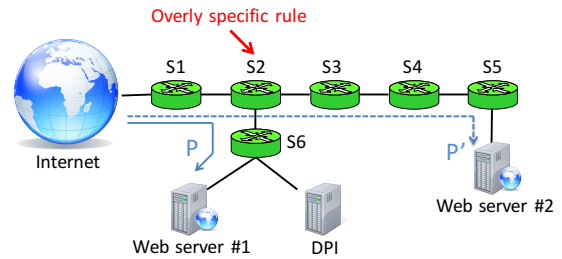 Overly specific rule
S1
S2
S3
S4
S5
Internet
P
S6
P'
Web server #1
DPI
Web server #2